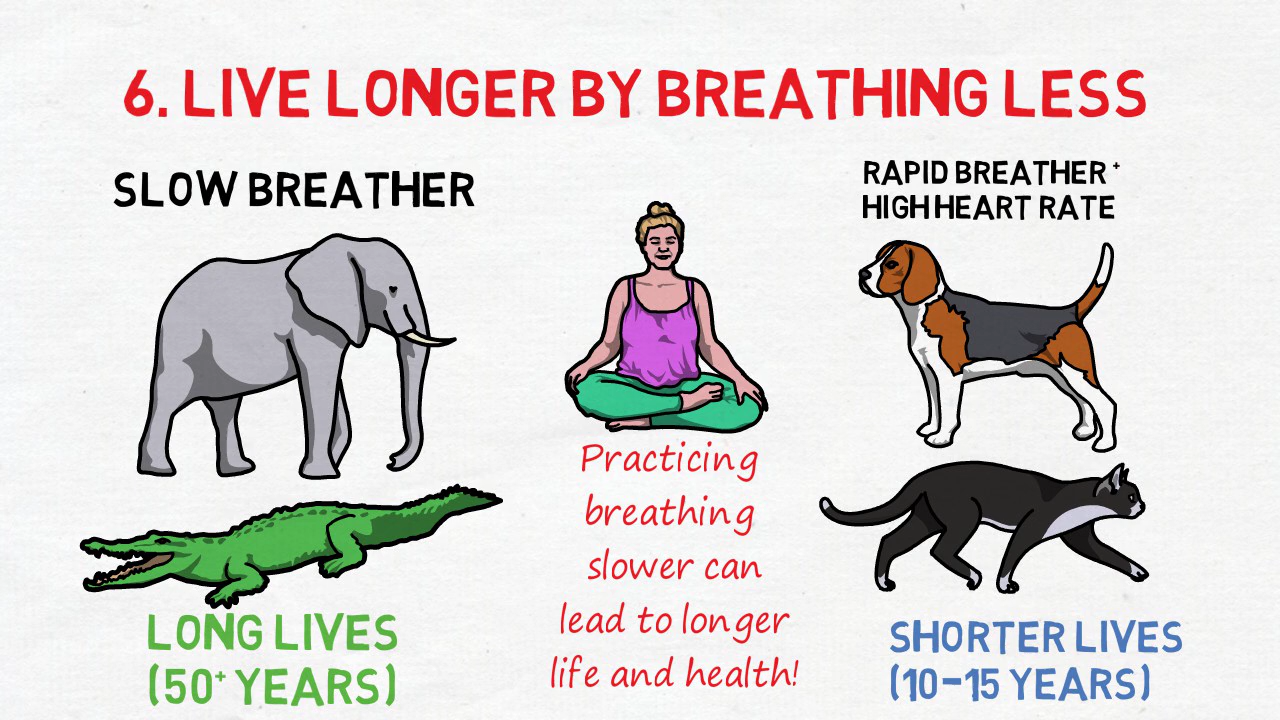 6. LIVE LONGER BY BREATHING LESS
SLOW BREATHER
RAPID BREATHER +
HIGH HEART RATE
Practicing
breathing
slower can
lead to longer
life and health!
LONG LIVES
(50+ YEARS)
SHORTER LIVES
(10-15 YEARS)